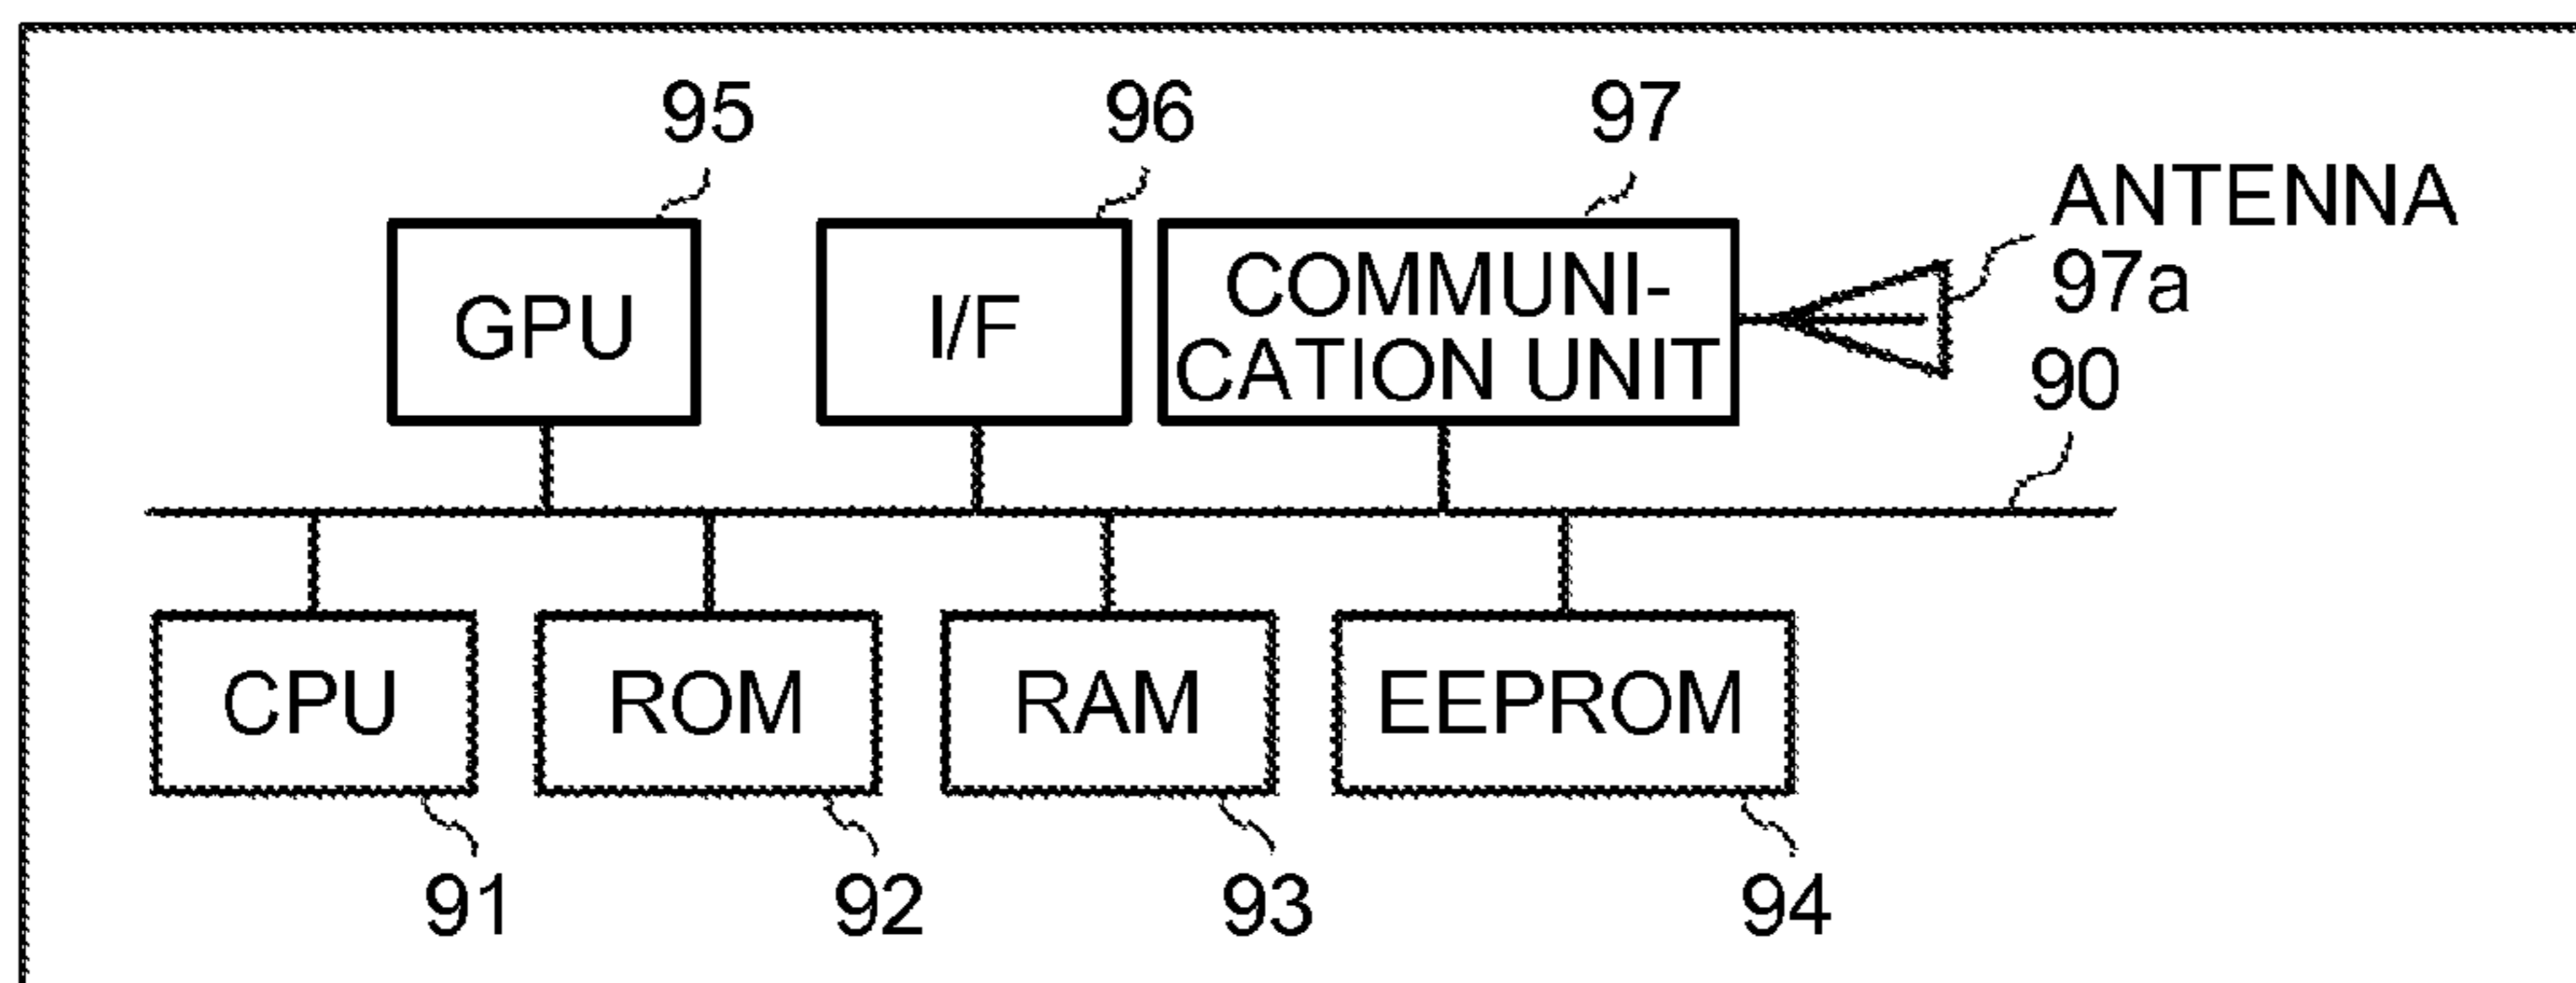 95
96
97
ANTENNA
97a
GPU
I/F
COMMUNI-
CATION UNIT
90
CPU
ROM
RAM
EEPROM
91
92
93
94